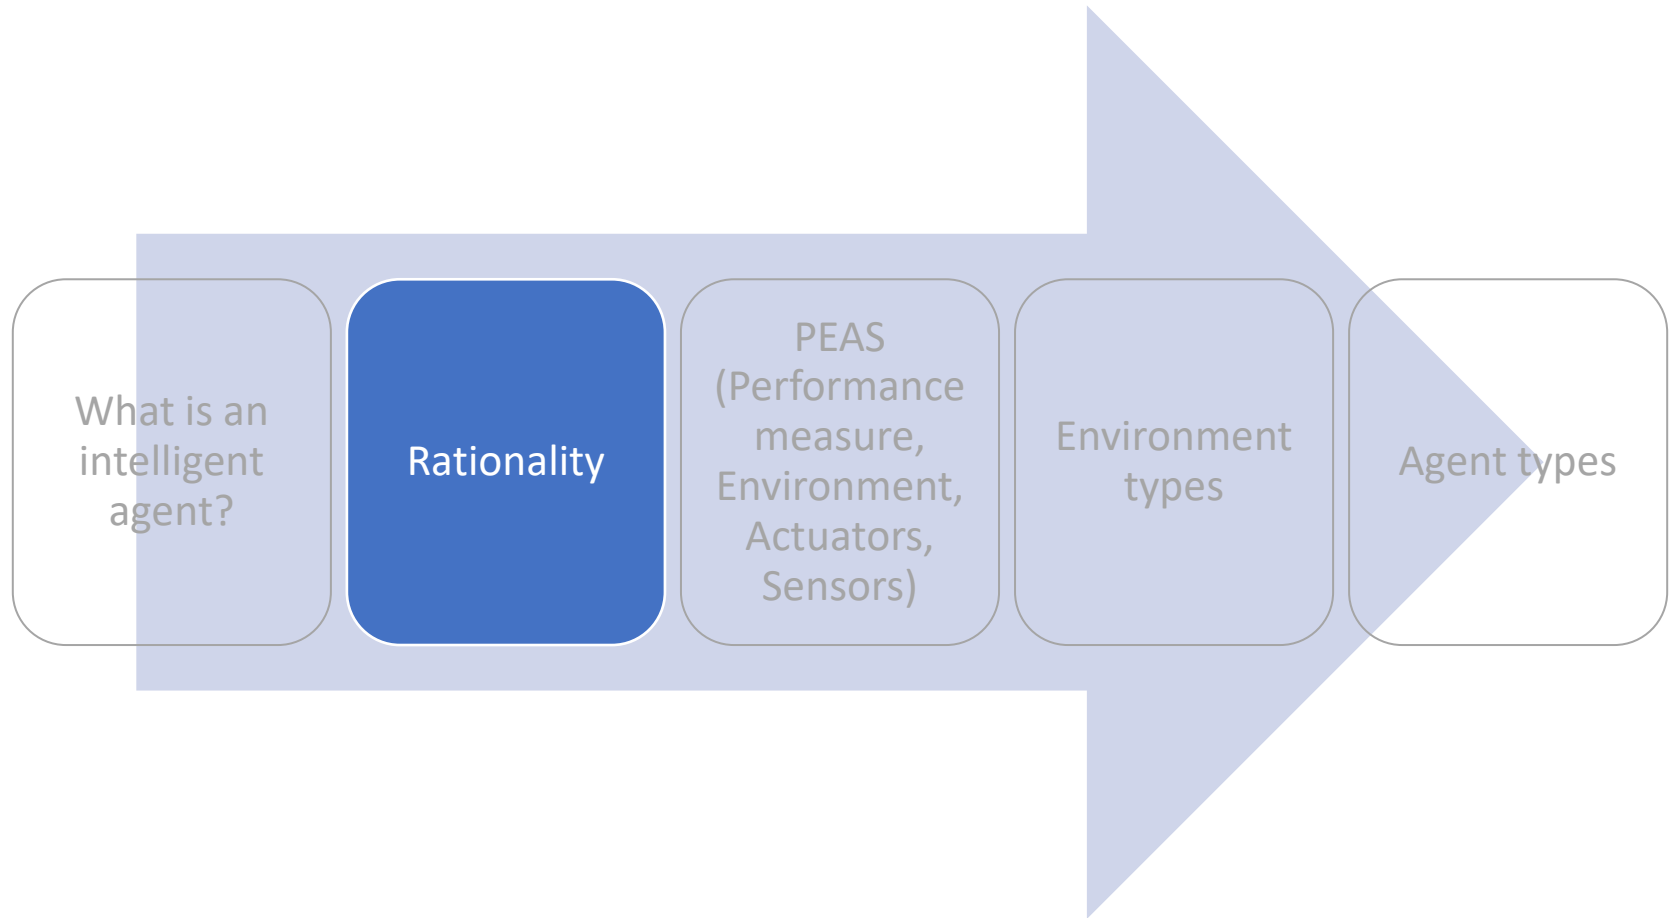 What is an
intelligent
agent?
Rationality
PEAS
(Performance
measure,
Environment,
Actuators,
Sensors)
Environment
types
Agent types